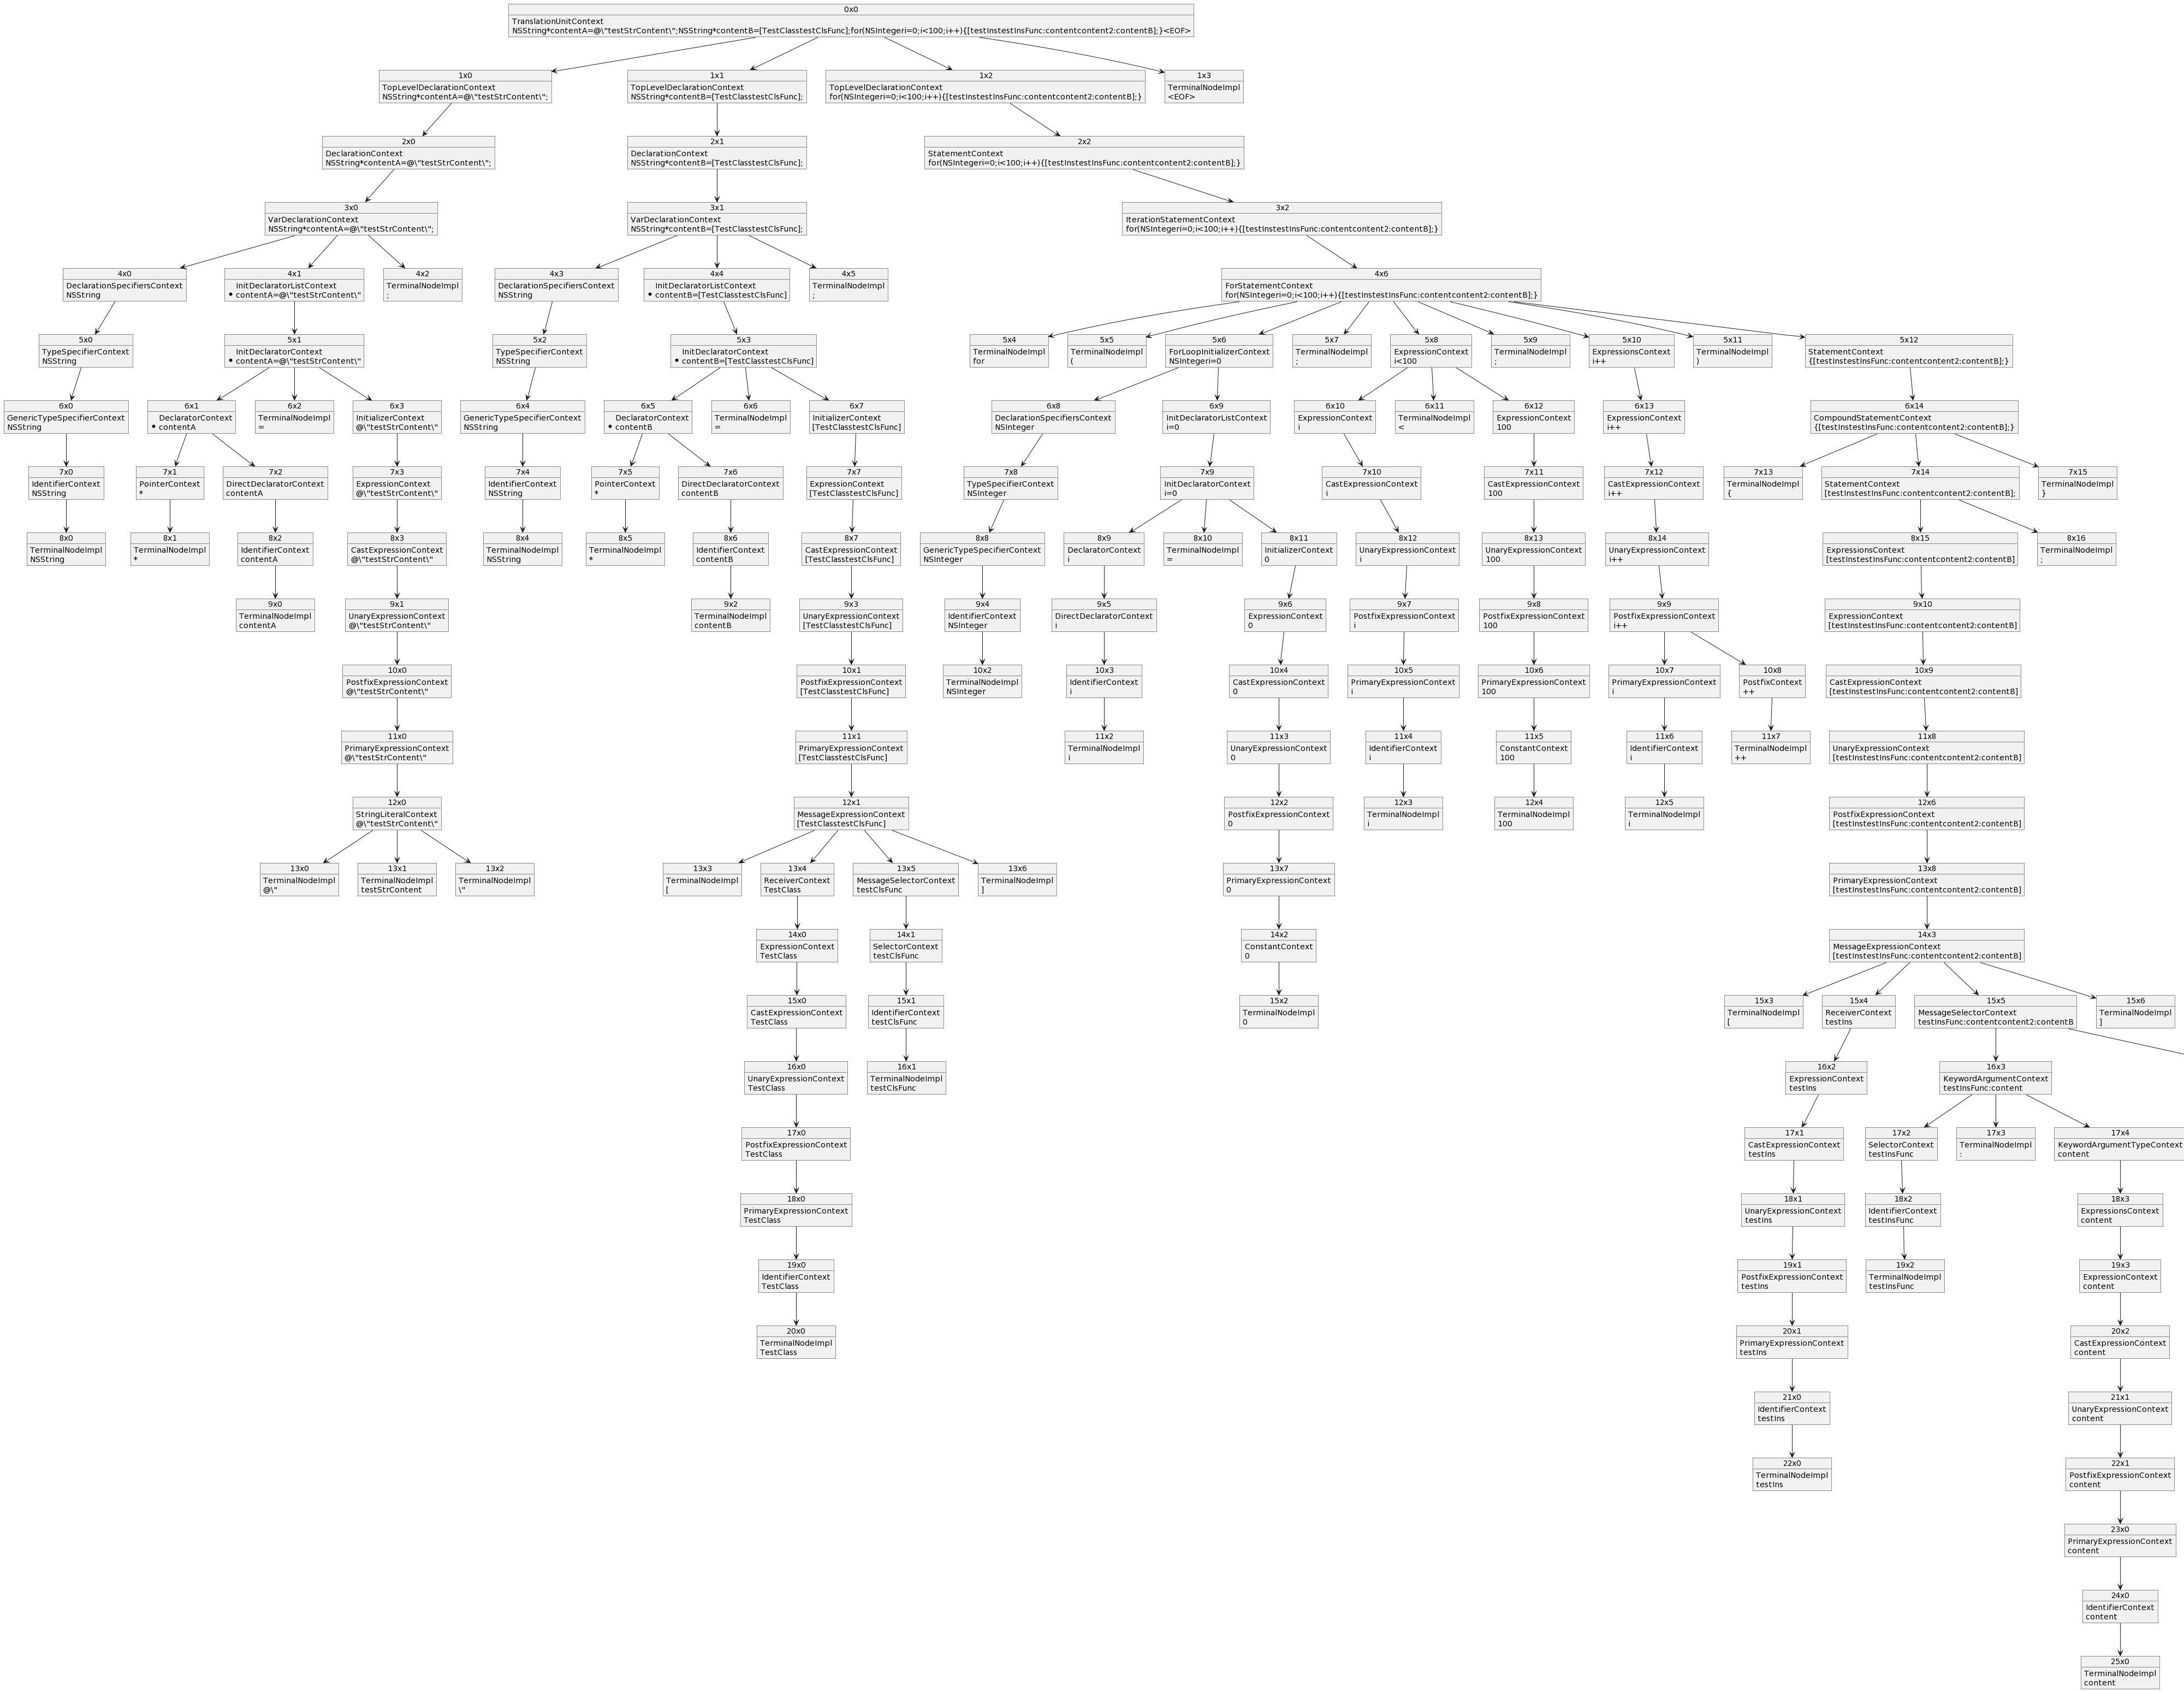 0x0
TranslationUnitContext
NSString*contentA=@\"testStrContent\";NSString*contentB=[TestClasstestClsFunc];for(NSIntegeri=0;i<100;i++){[testInstestInsFunc:contentcontent2:contentB];}<EOF>
1x0
TopLevelDeclarationContext
NSString*contentA=@\"testStrContent\";
1x1
TopLevelDeclarationContext
NSString*contentB=[TestClasstestClsFunc];
1x2
TopLevelDeclarationContext
for(NSIntegeri=0;i<100;i++){[testInstestInsFunc:contentcontent2:contentB];}
1x3
TerminalNodeImpl
<EOF>
2x0
DeclarationContext
NSString*contentA=@\"testStrContent\";
2x1
DeclarationContext
NSString*contentB=[TestClasstestClsFunc];
2x2
StatementContext
for(NSIntegeri=0;i<100;i++){[testInstestInsFunc:contentcontent2:contentB];}
3x0
VarDeclarationContext
NSString*contentA=@\"testStrContent\";
3x1
VarDeclarationContext
NSString*contentB=[TestClasstestClsFunc];
3x2
IterationStatementContext
for(NSIntegeri=0;i<100;i++){[testInstestInsFunc:contentcontent2:contentB];}
4x0
DeclarationSpecifiersContext
NSString
4x1
InitDeclaratorListContext
• contentA=@\"testStrContent\"
4x2
TerminalNodeImpl
;
4x3
DeclarationSpecifiersContext
NSString
4x4
InitDeclaratorListContext
• contentB=[TestClasstestClsFunc]
4x5
TerminalNodeImpl
;
4x6
ForStatementContext
for(NSIntegeri=0;i<100;i++){[testInstestInsFunc:contentcontent2:contentB];}
5x0
TypeSpecifierContext
NSString
5x1
InitDeclaratorContext
• contentA=@\"testStrContent\"
5x2
TypeSpecifierContext
NSString
5x3
InitDeclaratorContext
• contentB=[TestClasstestClsFunc]
5x4
TerminalNodeImpl
for
5x5
TerminalNodeImpl
(
5x6
ForLoopInitializerContext
NSIntegeri=0
5x7
TerminalNodeImpl
;
5x8
ExpressionContext
i<100
5x9
TerminalNodeImpl
;
5x10
ExpressionsContext
i++
5x11
TerminalNodeImpl
)
5x12
StatementContext
{[testInstestInsFunc:contentcontent2:contentB];}
6x0
GenericTypeSpecifierContext
NSString
6x1
DeclaratorContext
• contentA
6x2
TerminalNodeImpl
=
6x3
InitializerContext
@\"testStrContent\"
6x4
GenericTypeSpecifierContext
NSString
6x5
DeclaratorContext
• contentB
6x6
TerminalNodeImpl
=
6x7
InitializerContext
[TestClasstestClsFunc]
6x8
DeclarationSpecifiersContext
NSInteger
6x9
InitDeclaratorListContext
i=0
6x10
ExpressionContext
i
6x11
TerminalNodeImpl
<
6x12
ExpressionContext
100
6x13
ExpressionContext
i++
6x14
CompoundStatementContext
{[testInstestInsFunc:contentcontent2:contentB];}
7x0
IdentifierContext
NSString
7x1
PointerContext
*
7x2
DirectDeclaratorContext
contentA
7x3
ExpressionContext
@\"testStrContent\"
7x4
IdentifierContext
NSString
7x5
PointerContext
*
7x6
DirectDeclaratorContext
contentB
7x7
ExpressionContext
[TestClasstestClsFunc]
7x8
TypeSpecifierContext
NSInteger
7x9
InitDeclaratorContext
i=0
7x10
CastExpressionContext
i
7x11
CastExpressionContext
100
7x12
CastExpressionContext
i++
7x13
TerminalNodeImpl
{
7x14
StatementContext
[testInstestInsFunc:contentcontent2:contentB];
7x15
TerminalNodeImpl
}
8x0
TerminalNodeImpl
NSString
8x1
TerminalNodeImpl
*
8x2
IdentifierContext
contentA
8x3
CastExpressionContext
@\"testStrContent\"
8x4
TerminalNodeImpl
NSString
8x5
TerminalNodeImpl
*
8x6
IdentifierContext
contentB
8x7
CastExpressionContext
[TestClasstestClsFunc]
8x8
GenericTypeSpecifierContext
NSInteger
8x9
DeclaratorContext
i
8x10
TerminalNodeImpl
=
8x11
InitializerContext
0
8x12
UnaryExpressionContext
i
8x13
UnaryExpressionContext
100
8x14
UnaryExpressionContext
i++
8x15
ExpressionsContext
[testInstestInsFunc:contentcontent2:contentB]
8x16
TerminalNodeImpl
;
9x0
TerminalNodeImpl
contentA
9x1
UnaryExpressionContext
@\"testStrContent\"
9x2
TerminalNodeImpl
contentB
9x3
UnaryExpressionContext
[TestClasstestClsFunc]
9x4
IdentifierContext
NSInteger
9x5
DirectDeclaratorContext
i
9x6
ExpressionContext
0
9x7
PostfixExpressionContext
i
9x8
PostfixExpressionContext
100
9x9
PostfixExpressionContext
i++
9x10
ExpressionContext
[testInstestInsFunc:contentcontent2:contentB]
10x0
PostfixExpressionContext
@\"testStrContent\"
10x1
PostfixExpressionContext
[TestClasstestClsFunc]
10x2
TerminalNodeImpl
NSInteger
10x3
IdentifierContext
i
10x4
CastExpressionContext
0
10x5
PrimaryExpressionContext
i
10x6
PrimaryExpressionContext
100
10x7
PrimaryExpressionContext
i
10x8
PostfixContext
++
10x9
CastExpressionContext
[testInstestInsFunc:contentcontent2:contentB]
11x0
PrimaryExpressionContext
@\"testStrContent\"
11x1
PrimaryExpressionContext
[TestClasstestClsFunc]
11x2
TerminalNodeImpl
i
11x3
UnaryExpressionContext
0
11x4
IdentifierContext
i
11x5
ConstantContext
100
11x6
IdentifierContext
i
11x7
TerminalNodeImpl
++
11x8
UnaryExpressionContext
[testInstestInsFunc:contentcontent2:contentB]
12x0
StringLiteralContext
@\"testStrContent\"
12x1
MessageExpressionContext
[TestClasstestClsFunc]
12x2
PostfixExpressionContext
0
12x3
TerminalNodeImpl
i
12x4
TerminalNodeImpl
100
12x5
TerminalNodeImpl
i
12x6
PostfixExpressionContext
[testInstestInsFunc:contentcontent2:contentB]
13x0
TerminalNodeImpl
@\"
13x1
TerminalNodeImpl
testStrContent
13x2
TerminalNodeImpl
\"
13x3
TerminalNodeImpl
[
13x4
ReceiverContext
TestClass
13x5
MessageSelectorContext
testClsFunc
13x6
TerminalNodeImpl
]
13x7
PrimaryExpressionContext
0
13x8
PrimaryExpressionContext
[testInstestInsFunc:contentcontent2:contentB]
14x0
ExpressionContext
TestClass
14x1
SelectorContext
testClsFunc
14x2
ConstantContext
0
14x3
MessageExpressionContext
[testInstestInsFunc:contentcontent2:contentB]
15x0
CastExpressionContext
TestClass
15x1
IdentifierContext
testClsFunc
15x2
TerminalNodeImpl
0
15x3
TerminalNodeImpl
[
15x4
ReceiverContext
testIns
15x5
MessageSelectorContext
testInsFunc:contentcontent2:contentB
15x6
TerminalNodeImpl
]
16x0
UnaryExpressionContext
TestClass
16x1
TerminalNodeImpl
testClsFunc
16x2
ExpressionContext
testIns
16x3
KeywordArgumentContext
testInsFunc:content
17x0
PostfixExpressionContext
TestClass
17x1
CastExpressionContext
testIns
17x2
SelectorContext
testInsFunc
17x3
TerminalNodeImpl
:
17x4
KeywordArgumentTypeContext
content
18x0
PrimaryExpressionContext
TestClass
18x1
UnaryExpressionContext
testIns
18x2
IdentifierContext
testInsFunc
18x3
ExpressionsContext
content
19x0
IdentifierContext
TestClass
19x1
PostfixExpressionContext
testIns
19x2
TerminalNodeImpl
testInsFunc
19x3
ExpressionContext
content
20x0
TerminalNodeImpl
TestClass
20x1
PrimaryExpressionContext
testIns
20x2
CastExpressionContext
content
21x0
IdentifierContext
testIns
21x1
UnaryExpressionContext
content
22x0
TerminalNodeImpl
testIns
22x1
PostfixExpressionContext
content
23x0
PrimaryExpressionContext
content
24x0
IdentifierContext
content
25x0
TerminalNodeImpl
content